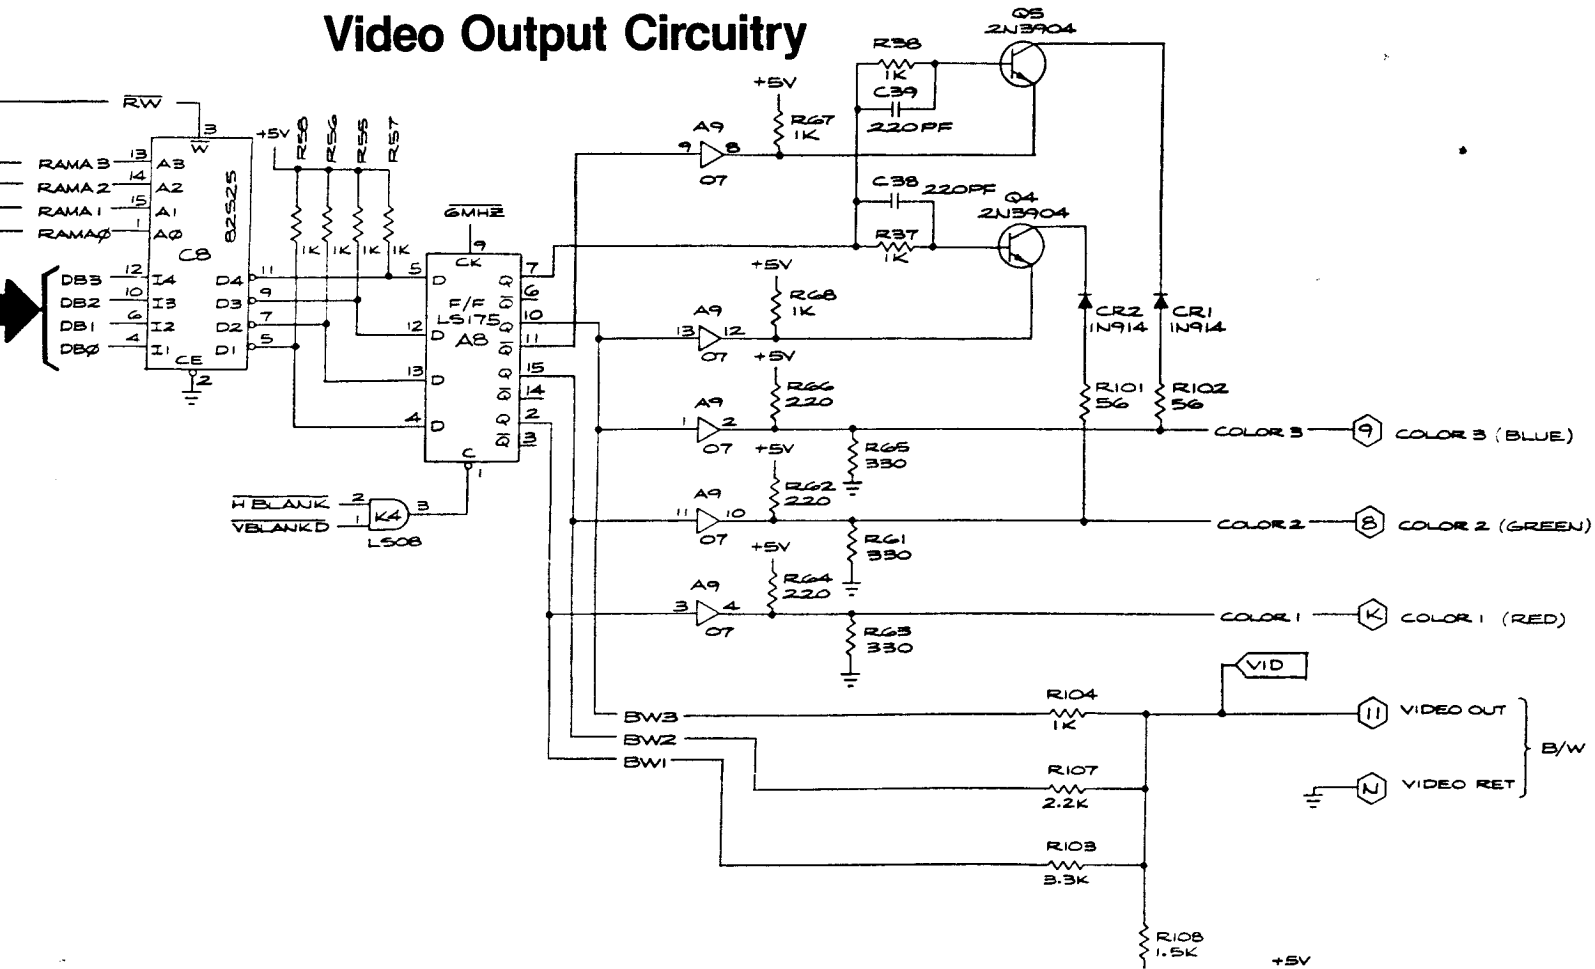 Video Output Circuitry
RW
3
W
RAMA3 13 A3
RAMA2 14 A2
RAMA1 15 A1
RAMAØ 1 AØ
82S25
C8
DB3 12 I4 D4 11
DB2 10 I3 D3 9
DB1 6 I2 D2 7
DBØ 4 I1 D1 5
CE
2
+5V
R58 R56 R55 R57
1K 1K 1K 1K
6MHZ
9
CK
5 D Q 7
Q 6
F/F
LS175
A8
12 D Q 10
Q 11
13 D Q 15
Q 14
4 D Q 2
Q 3
C
1
H BLANK 2
VBLANKD 1
K4 3
LS08
A9
9 8
07
+5V
R67
1K
R38
1K
C39
220PF
Q5
2N3904
C38 220PF
R37
1K
Q4
2N3904
+5V
R68
1K
A9
13 12
07
CR2
1N914
CR1
1N914
R101
56
R102
56
+5V
R66
220
A9
1 2
07
R65
330
COLOR 3 9 COLOR 3 (BLUE)
+5V
R62
220
A9
11 10
07
R61
330
COLOR 2 8 COLOR 2 (GREEN)
+5V
R64
220
A9
3 4
07
R63
330
COLOR 1 K COLOR 1 (RED)
VID
BW3
R104
1K
11 VIDEO OUT
BW2
R107
2.2K
N VIDEO RET
B/W
BW1
R103
3.3K
R108
1.5K
+5V